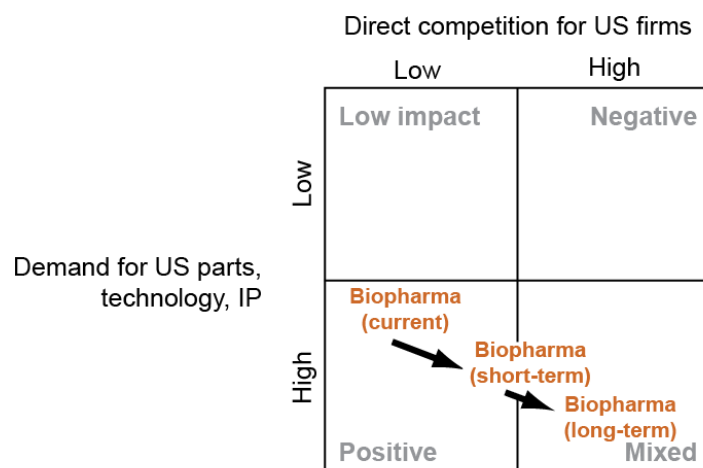 Direct competition for US firms
Low High
Low impact Negative
Low
Demand for US parts,
technology, IP
High
Biopharma
(current)
Biopharma
(short-term)
Biopharma
(long-term)
Positive Mixed